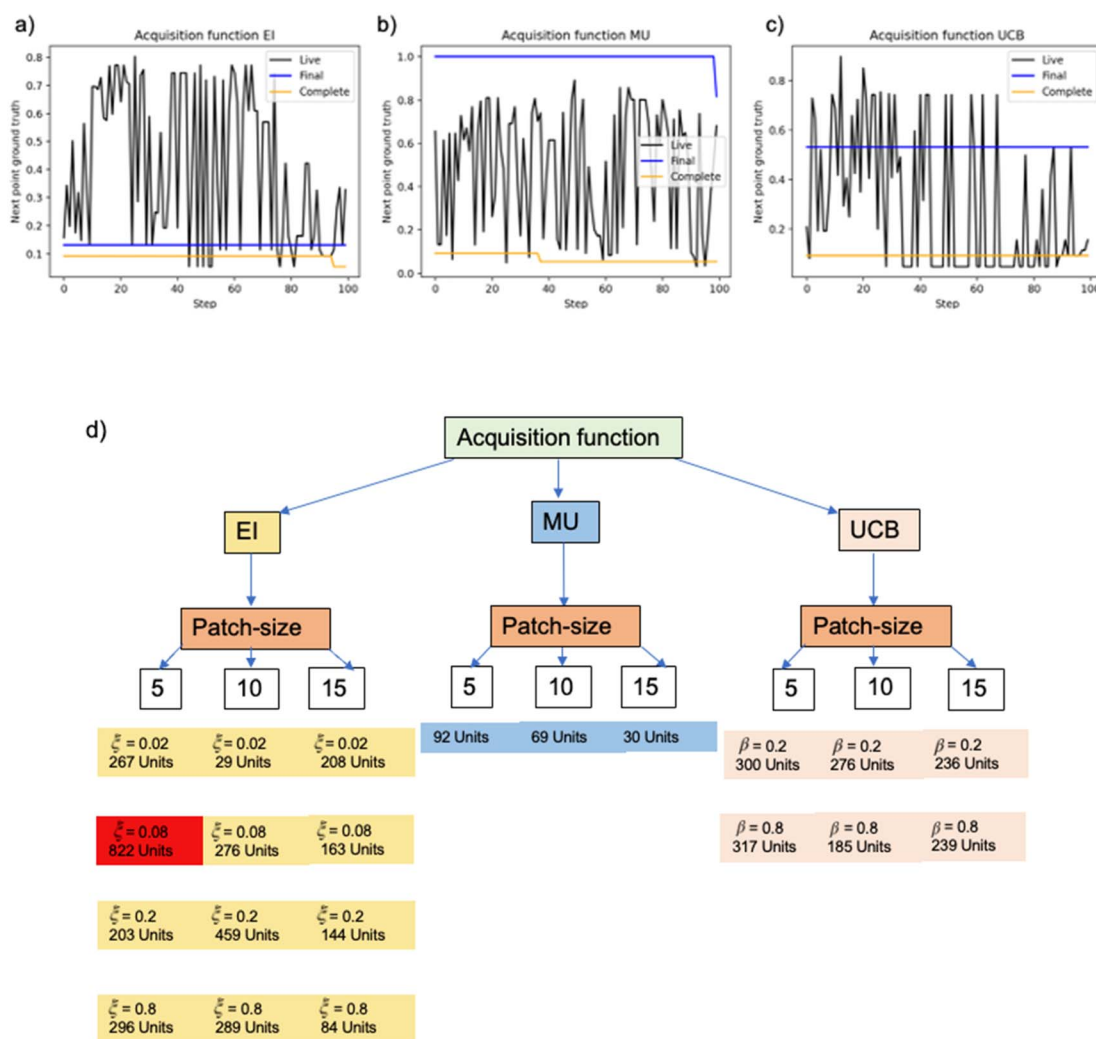 a)
Acquisition function EI
Next point ground truth
0.8
0.7
0.6
0.5
0.4
0.3
0.2
0.1
0 20 40 60 80 100
Step
Live
Final
Complete
b)
Acquisition function MU
Next point ground truth
1.0
0.8
0.6
0.4
0.2
0.0
0 20 40 60 80 100
Step
Live
Final
Complete
c)
Acquisition function UCB
Next point ground truth
0.8
0.6
0.4
0.2
0 20 40 60 80 100
Step
Live
Final
Complete
d)
Acquisition function
EI MU UCB
Patch-size Patch-size Patch-size
5 10 15 5 10 15 5 10 15
ξ = 0.02 ξ = 0.02 ξ = 0.02
267 Units 29 Units 208 Units
92 Units 69 Units 30 Units
β = 0.2 β = 0.2 β = 0.2
300 Units 276 Units 236 Units
ξ = 0.08 ξ = 0.08 ξ = 0.08
822 Units 276 Units 163 Units
β = 0.8 β = 0.8 β = 0.8
317 Units 185 Units 239 Units
ξ = 0.2 ξ = 0.2 ξ = 0.2
203 Units 459 Units 144 Units
ξ = 0.8 ξ = 0.8 ξ = 0.8
296 Units 289 Units 84 Units